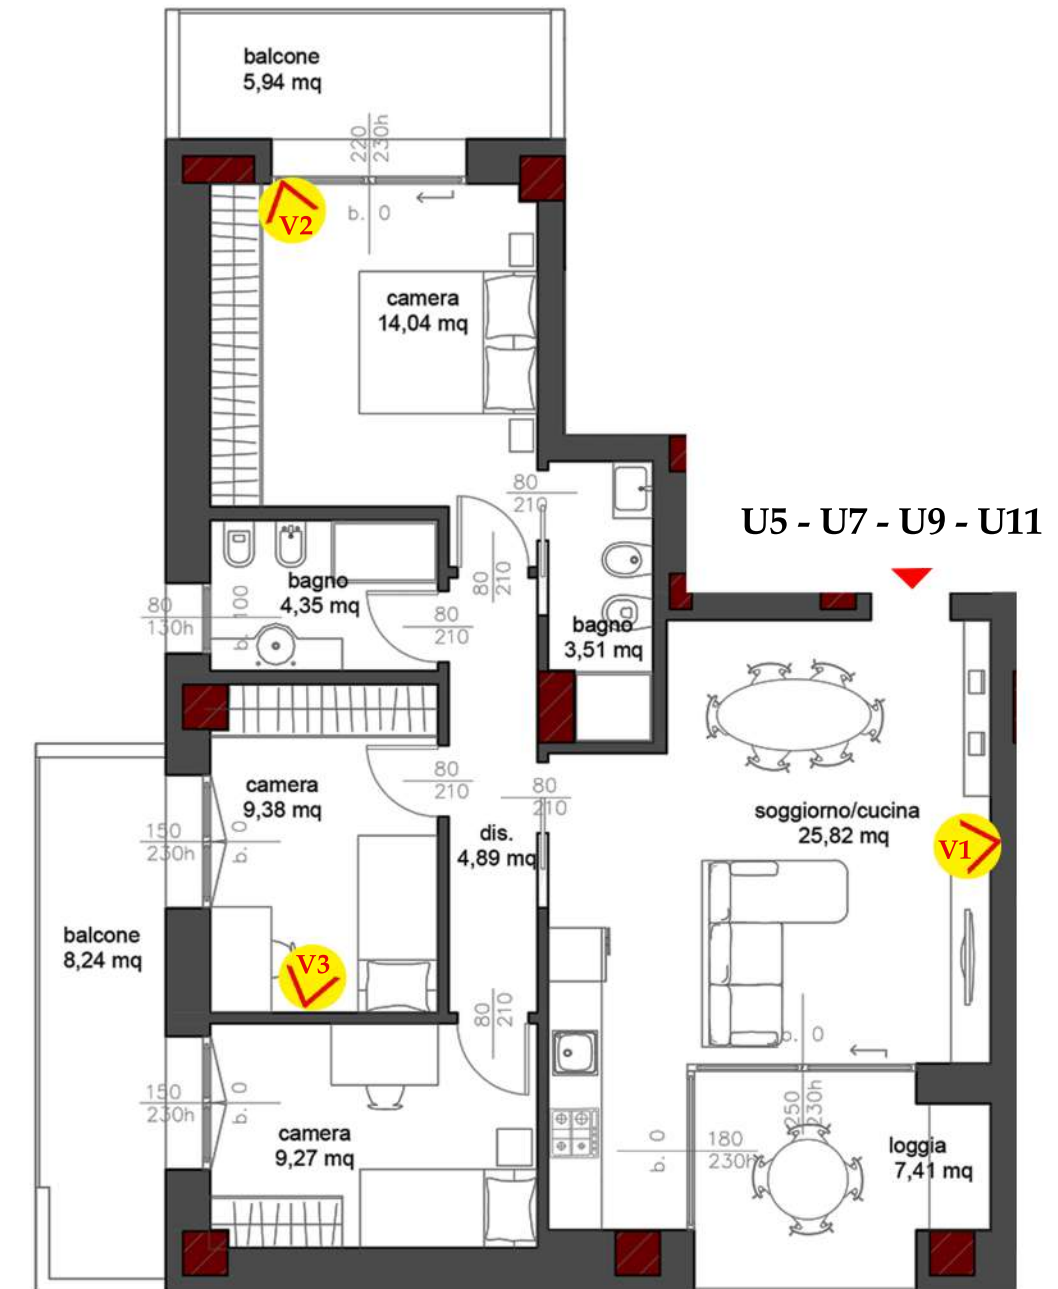 balcone
5,94 mq
220
230h
b. 0
V2
camera
14,04 mq
80
210
U5 - U7 - U9 - U11
80
210
bagno
4,35 mq
80
130h
b. 100
80
210
bagno
3,51 mq
camera
9,38 mq
80
210
80
210
soggiorno/cucina
25,82 mq
V1
150
230h
b. 0
dis.
4,89 mq
balcone
8,24 mq
V3
80
210
b. 0
150
230h
b. 0
camera
9,27 mq
250
230h
b. 0
180
230h
loggia
7,41 mq